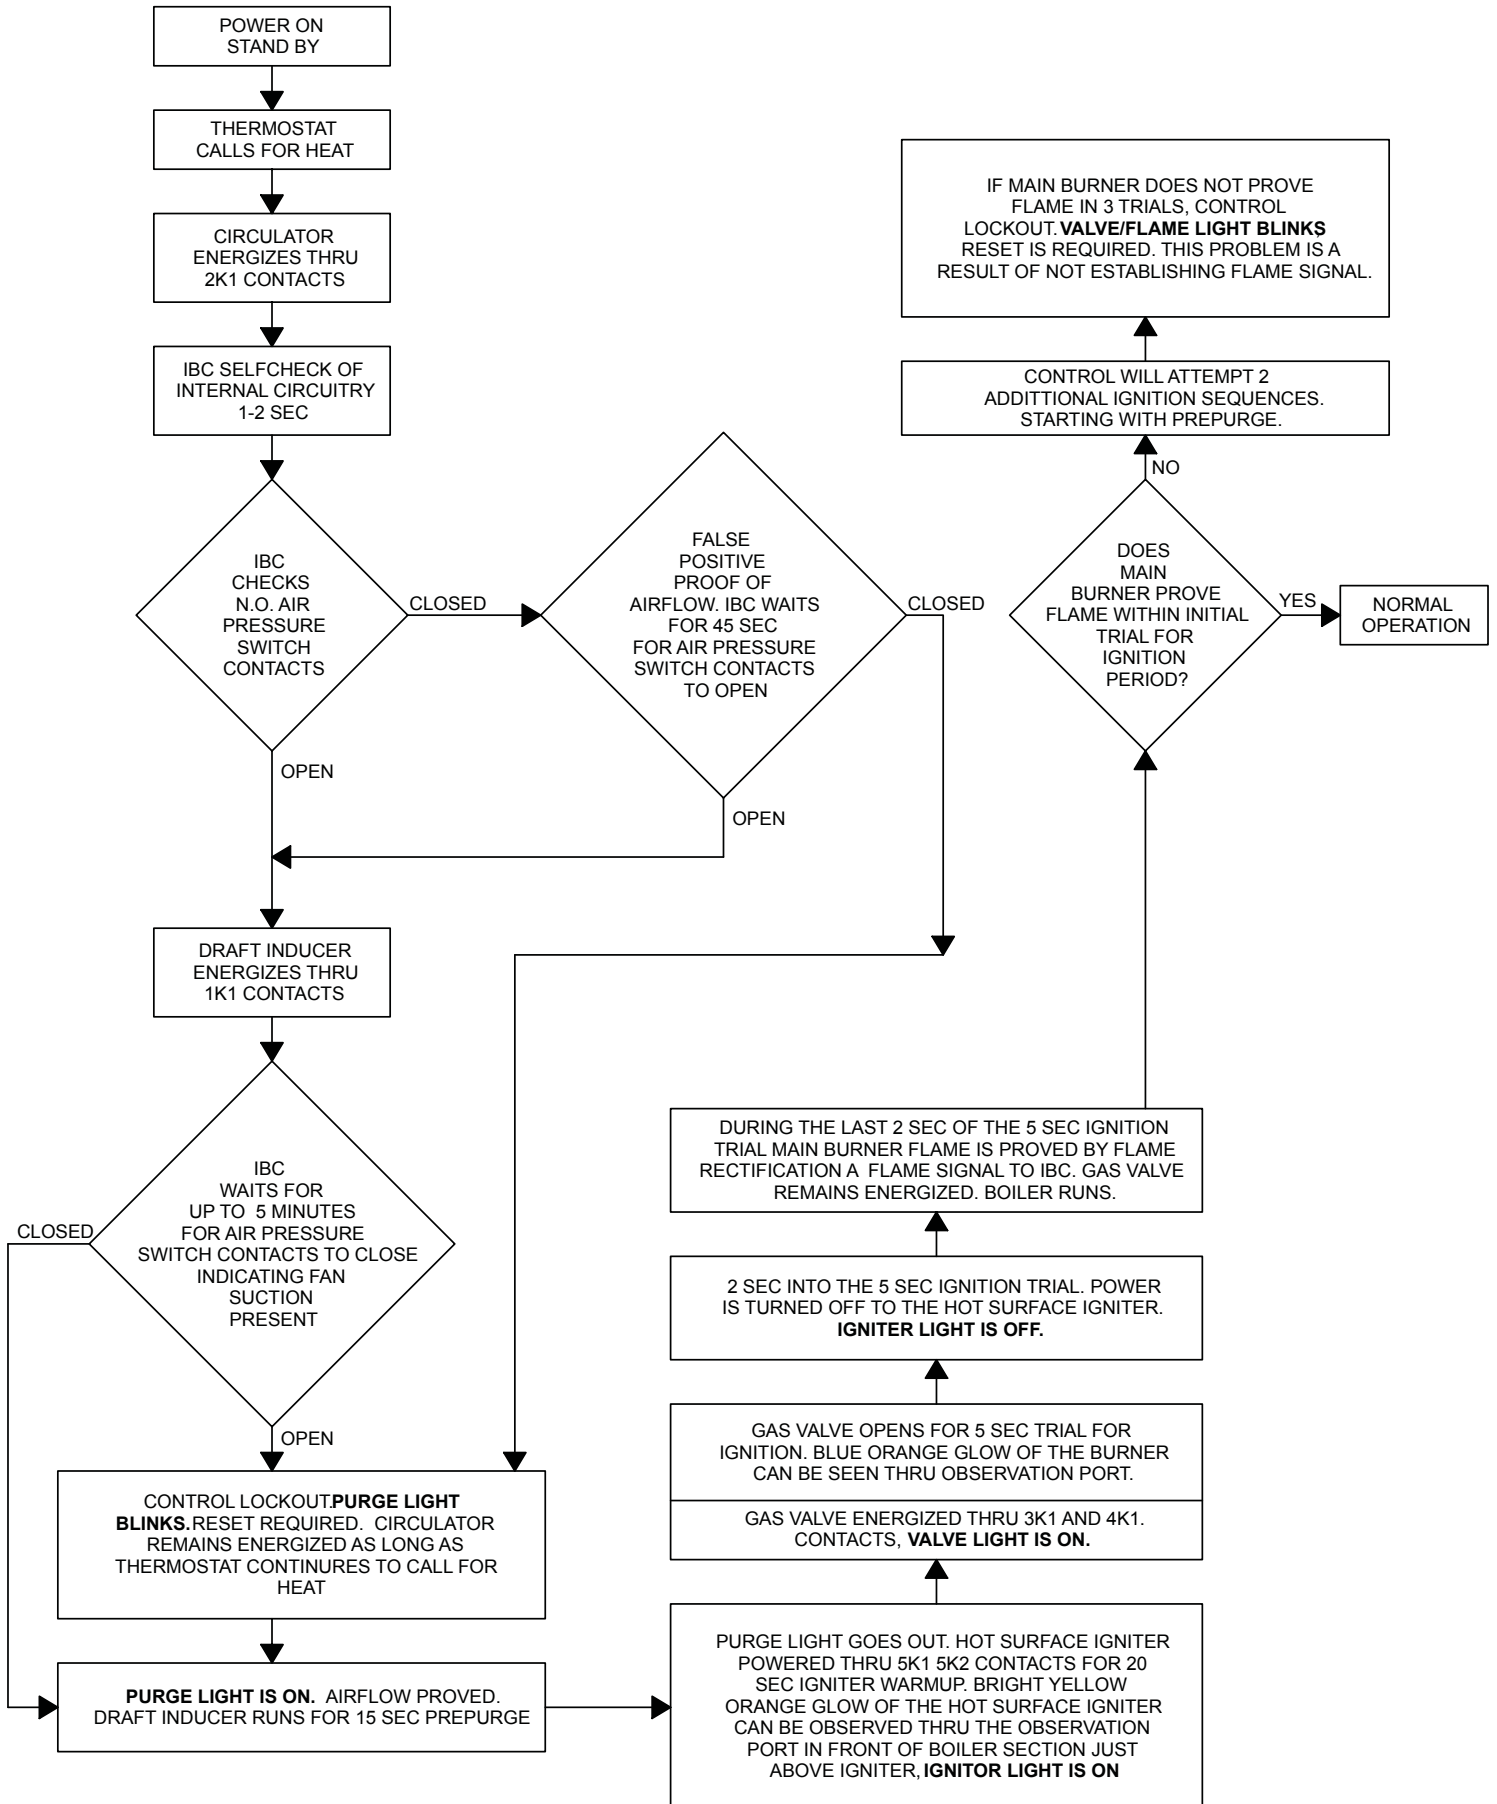 POWER ON
STAND BY
THERMOSTAT
CALLS FOR HEAT
CIRCULATOR
ENERGIZES THRU
2K1 CONTACTS
IBC SELFCHECK OF
INTERNAL CIRCUITRY
1-2 SEC
IBC
CHECKS
N.O. AIR
PRESSURE
SWITCH
CONTACTS
CLOSED
OPEN
FALSE
POSITIVE
PROOF OF
AIRFLOW. IBC WAITS
FOR 45 SEC
FOR AIR PRESSURE
SWITCH CONTACTS
TO OPEN
CLOSED
OPEN
DRAFT INDUCER
ENERGIZES THRU
1K1 CONTACTS
IBC
WAITS FOR
UP TO 5 MINUTES
FOR AIR PRESSURE
SWITCH CONTACTS TO CLOSE
INDICATING FAN
SUCTION
PRESENT
CLOSED
OPEN
CONTROL LOCKOUT.PURGE LIGHT
BLINKS.RESET REQUIRED. CIRCULATOR
REMAINS ENERGIZED AS LONG AS
THERMOSTAT CONTINURES TO CALL FOR
HEAT
PURGE LIGHT IS ON. AIRFLOW PROVED.
DRAFT INDUCER RUNS FOR 15 SEC PREPURGE
PURGE LIGHT GOES OUT. HOT SURFACE IGNITER
POWERED THRU 5K1 5K2 CONTACTS FOR 20
SEC IGNITER WARMUP. BRIGHT YELLOW
ORANGE GLOW OF THE HOT SURFACE IGNITER
CAN BE OBSERVED THRU THE OBSERVATION
PORT IN FRONT OF BOILER SECTION JUST
ABOVE IGNITER, IGNITOR LIGHT IS ON
GAS VALVE OPENS FOR 5 SEC TRIAL FOR
IGNITION. BLUE ORANGE GLOW OF THE BURNER
CAN BE SEEN THRU OBSERVATION PORT.
GAS VALVE ENERGIZED THRU 3K1 AND 4K1.
CONTACTS, VALVE LIGHT IS ON.
2 SEC INTO THE 5 SEC IGNITION TRIAL. POWER
IS TURNED OFF TO THE HOT SURFACE IGNITER.
IGNITER LIGHT IS OFF.
DURING THE LAST 2 SEC OF THE 5 SEC IGNITION
TRIAL MAIN BURNER FLAME IS PROVED BY FLAME
RECTIFICATION A FLAME SIGNAL TO IBC. GAS VALVE
REMAINS ENERGIZED. BOILER RUNS.
DOES
MAIN
BURNER PROVE
FLAME WITHIN INITIAL
TRIAL FOR
IGNITION
PERIOD?
YES
NORMAL
OPERATION
NO
CONTROL WILL ATTEMPT 2
ADDITTIONAL IGNITION SEQUENCES.
STARTING WITH PREPURGE.
IF MAIN BURNER DOES NOT PROVE
FLAME IN 3 TRIALS, CONTROL
LOCKOUT. VALVE/FLAME LIGHT BLINKS,
RESET IS REQUIRED. THIS PROBLEM IS A
RESULT OF NOT ESTABLISHING FLAME SIGNAL.